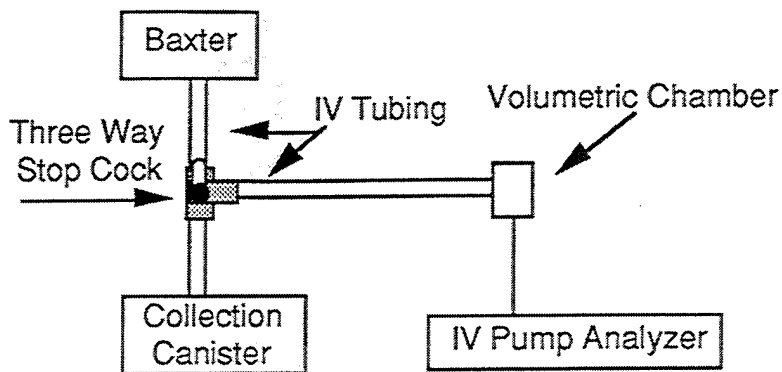 Baxter
IV Tubing
Volumetric Chamber
Three Way
Stop Cock
Collection
Canister
IV Pump Analyzer